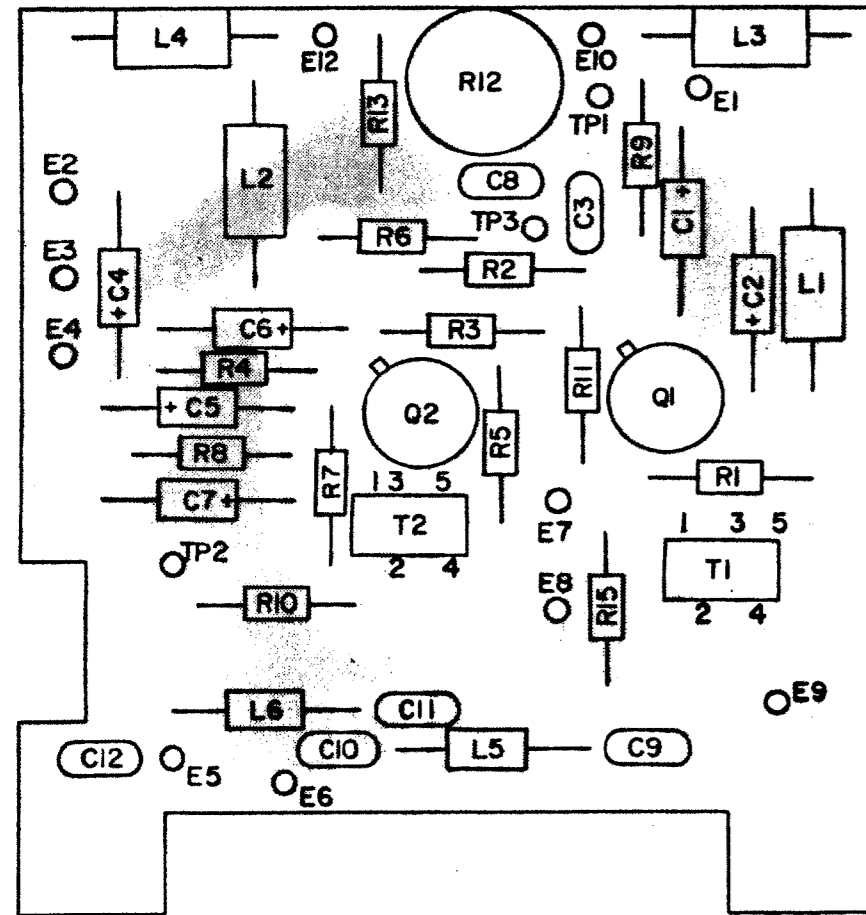 L4
L3
E12
E10
R12
R13
TP1
E1
R9
E2
L2
C8
C3
C1 +
TP3
R6
E3
R2
+ C4
+ C2
L1
E4
C6 +
R3
R4
R11
+ C5
Q2
Q1
R5
R8
R7
R1
C7 +
1 3 5
E7
1 3 5
T2
TP2
2 4
T1
E8
R15
R10
2 4
E9
L6
C11
C12
C10
L5
C9
E5
E6